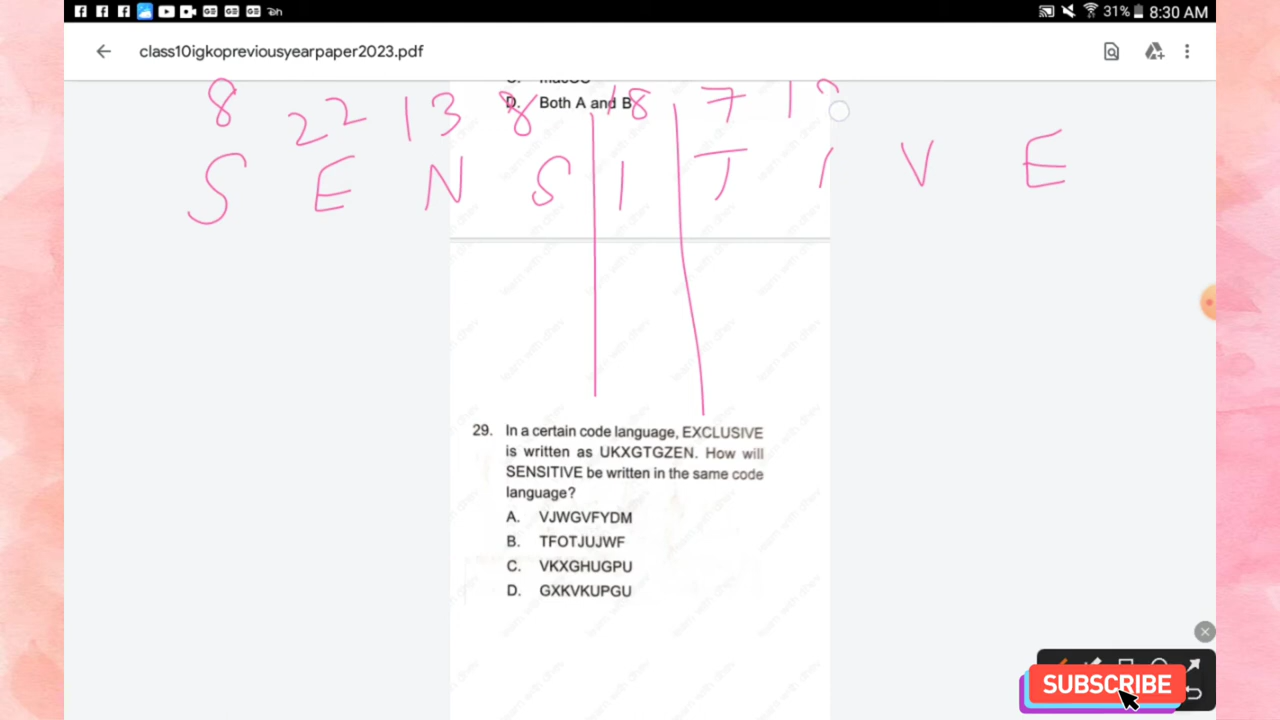 8:30 AM
31%
class10igkopreviousyearpaper2023.pdf
D. Both A and B
8 22 13 8 18 7
S E N S I T I V E
29. In a certain code language, EXCLUSIVE
is written as UKXGTGZEN. How will
SENSITIVE be written in the same code
language?
A. VJWGVFYDM
B. TFOTJUJWF
C. VKXGHUGPU
D. GXKVKUPGU
SUBSCRIBE